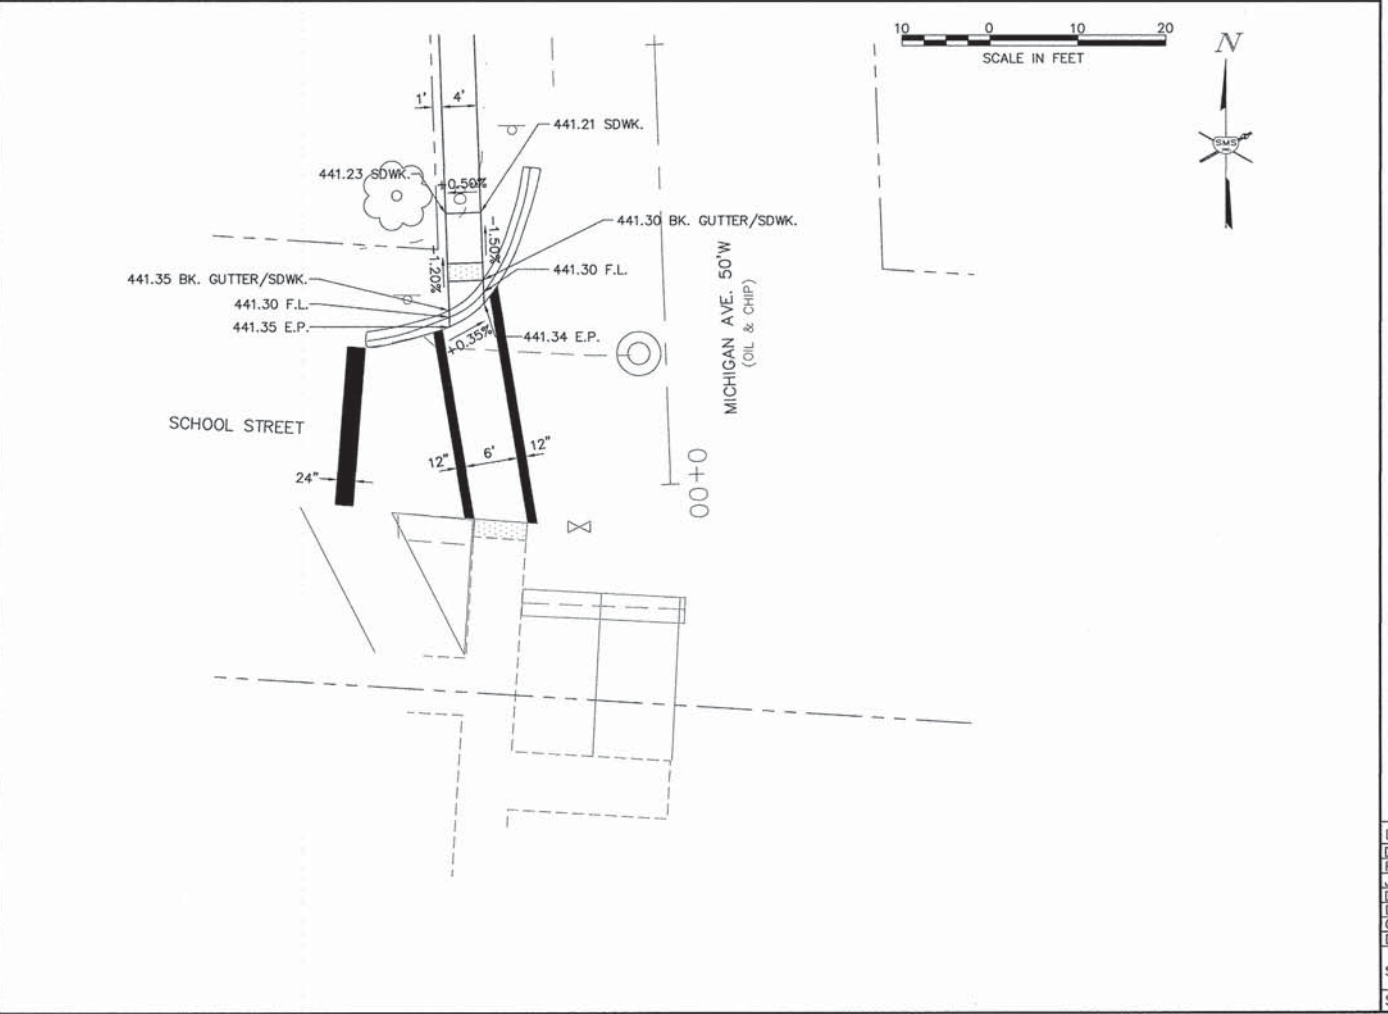 10 0 10 20
SCALE IN FEET
N
SMS
1' 4'
441.21 SDWK.
441.23 SDWK.
+0.50%
441.30 BK. GUTTER/SDWK.
-1.50%
441.30 F.L.
-1.20%
441.35 BK. GUTTER/SDWK.
441.30 F.L.
441.35 E.P.
441.34 E.P.
+0.35%
MICHIGAN AVE. 50'W
(OIL & CHIP)
SCHOOL STREET
12" 6' 12"
24"
0+00